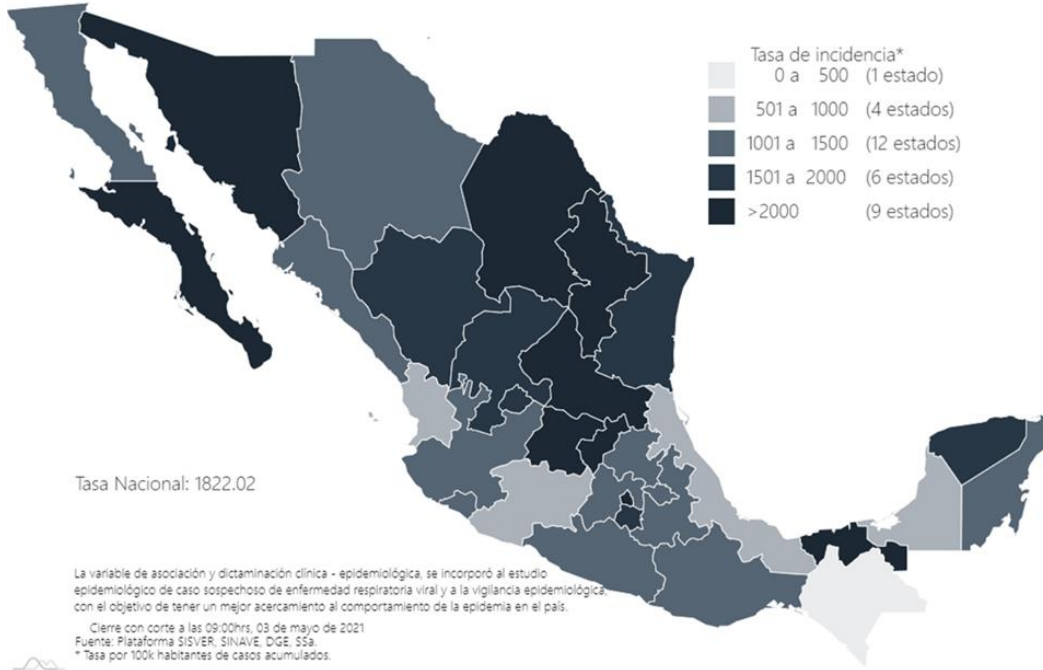 Tasa de incidencia*
0 a 500 (1 estado)
501 a 1000 (4 estados)
1001 a 1500 (12 estados)
1501 a 2000 (6 estados)
>2000 (9 estados)
Tasa Nacional: 1822.02
La variable de asociación y dictaminación clínica - epidemiológica, se incorporó al estudio
epidemiológico de caso sospechoso de enfermedad respiratoria viral y a la vigilancia epidemiológica,
con el objetivo de tener un mejor acercamiento al comportamiento de la epidemia en el país.
Cierre con corte a las 09:00hrs, 03 de mayo de 2021
Fuente: Plataforma SISVER, SINAVE, DGE, SSa.
* Tasa por 100k habitantes de casos acumulados.